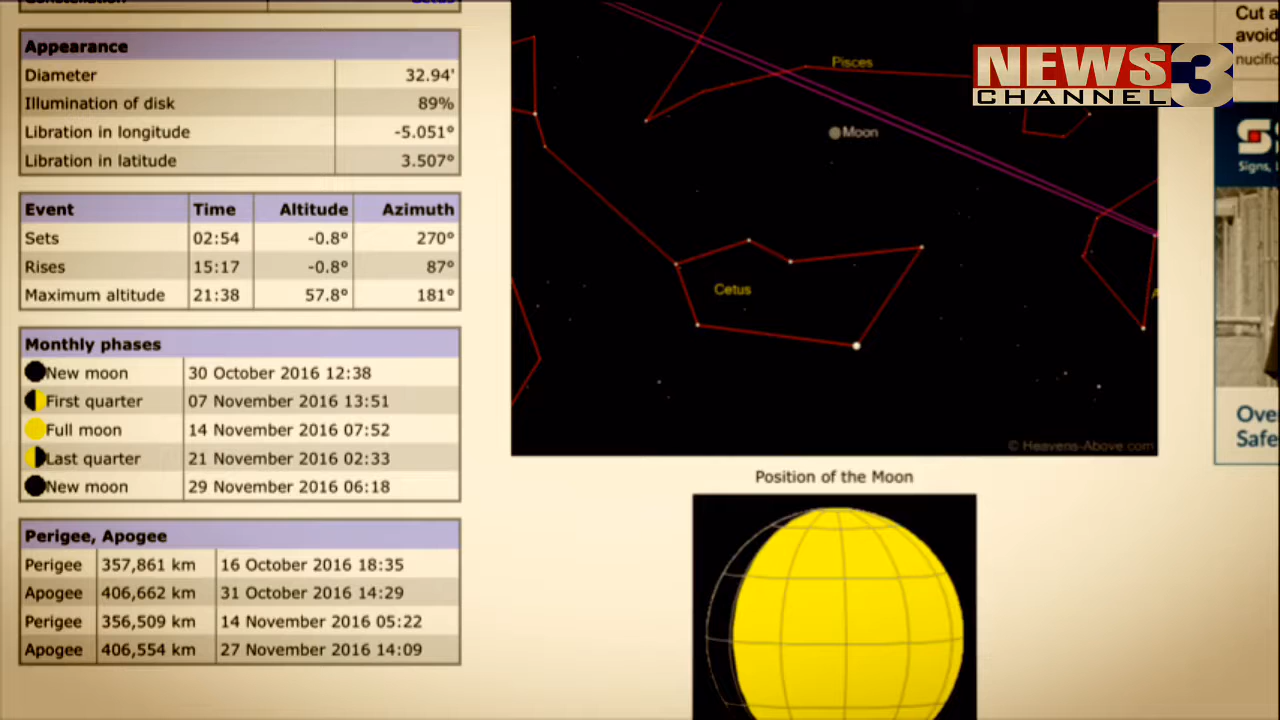 Appearance
Diameter 32.94'
Illumination of disk 89%
Libration in longitude -5.051°
Libration in latitude 3.507°
Event Time Altitude Azimuth
Sets 02:54 -0.8° 270°
Rises 15:17 -0.8° 87°
Maximum altitude 21:38 57.8° 181°
Monthly phases
New moon 30 October 2016 12:38
First quarter 07 November 2016 13:51
Full moon 14 November 2016 07:52
Last quarter 21 November 2016 02:33
New moon 29 November 2016 06:18
Perigee, Apogee
Perigee 357,861 km 16 October 2016 18:35
Apogee 406,662 km 31 October 2016 14:29
Perigee 356,509 km 14 November 2016 05:22
Apogee 406,554 km 27 November 2016 14:09
Pisces
Moon
Cetus
© Heavens-Above.com
Position of the Moon
NEWS 3
CHANNEL
Cut a
avoid
nucific
Signs,
Ove
Safe